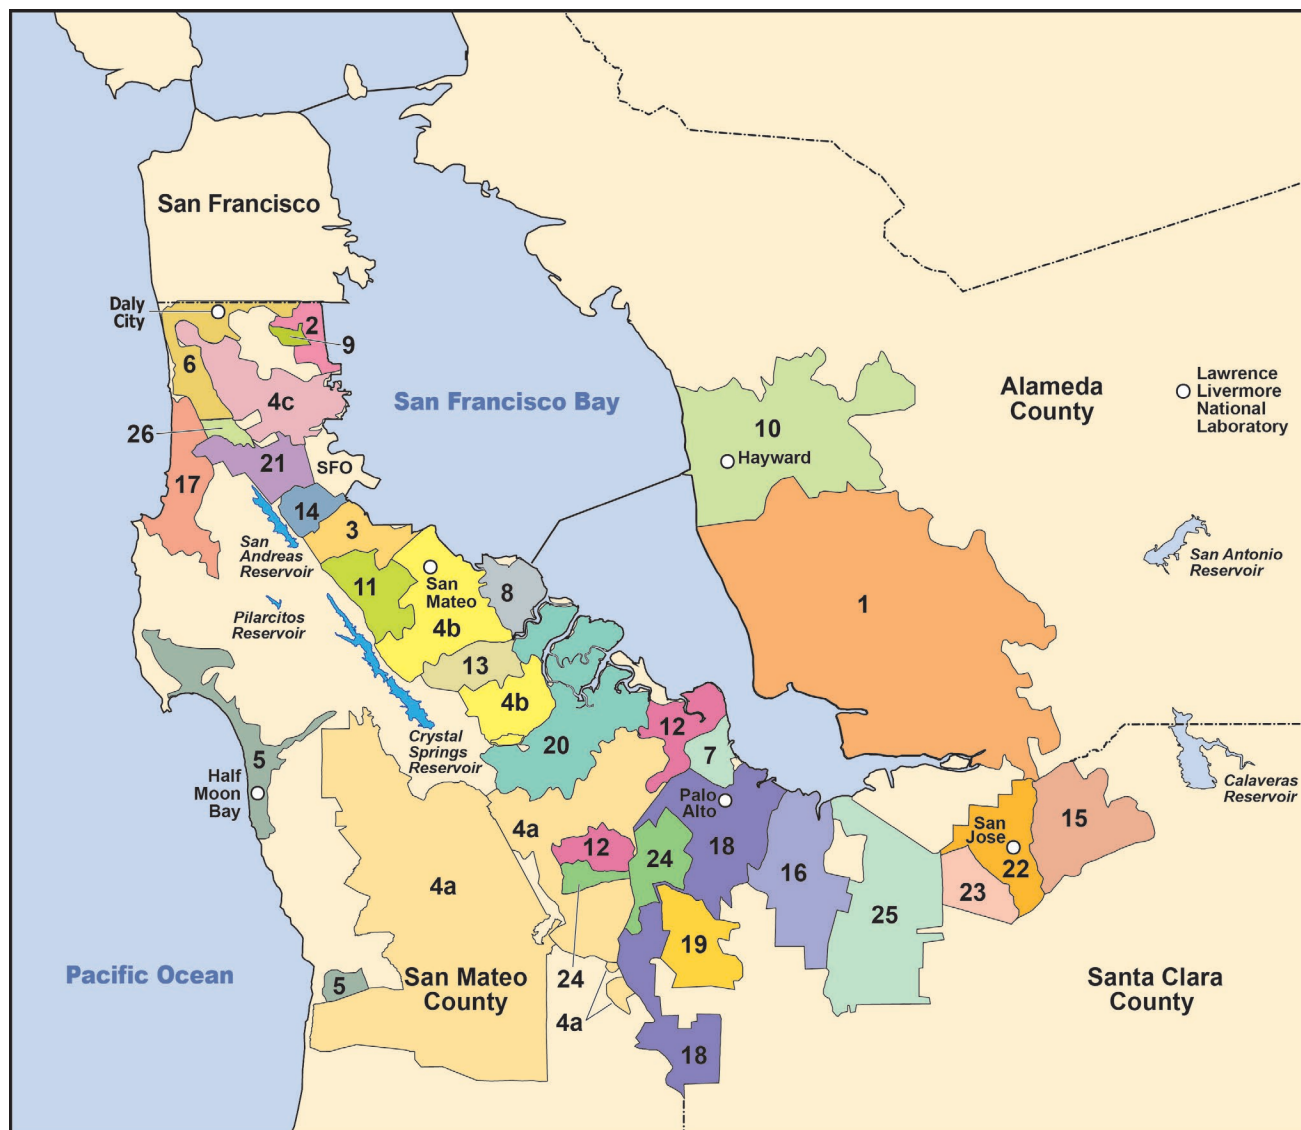 San Francisco
Daly
City
2
9
6
4c
San Francisco Bay
Alameda
County
Lawrence
Livermore
National
Laboratory
26
10
Hayward
21
SFO
17
14
3
San
Andreas
Reservoir
San Antonio
Reservoir
11
San
Mateo
8
1
Pilarcitos
Reservoir
4b
13
4b
12
20
7
Crystal
Springs
Reservoir
5
Half
Moon
Bay
Palo
Alto
Calaveras
Reservoir
4a
12
24
18
San
Jose
15
22
16
23
4a
25
19
Pacific Ocean
5
San Mateo
County
24
4a
Santa Clara
County
18